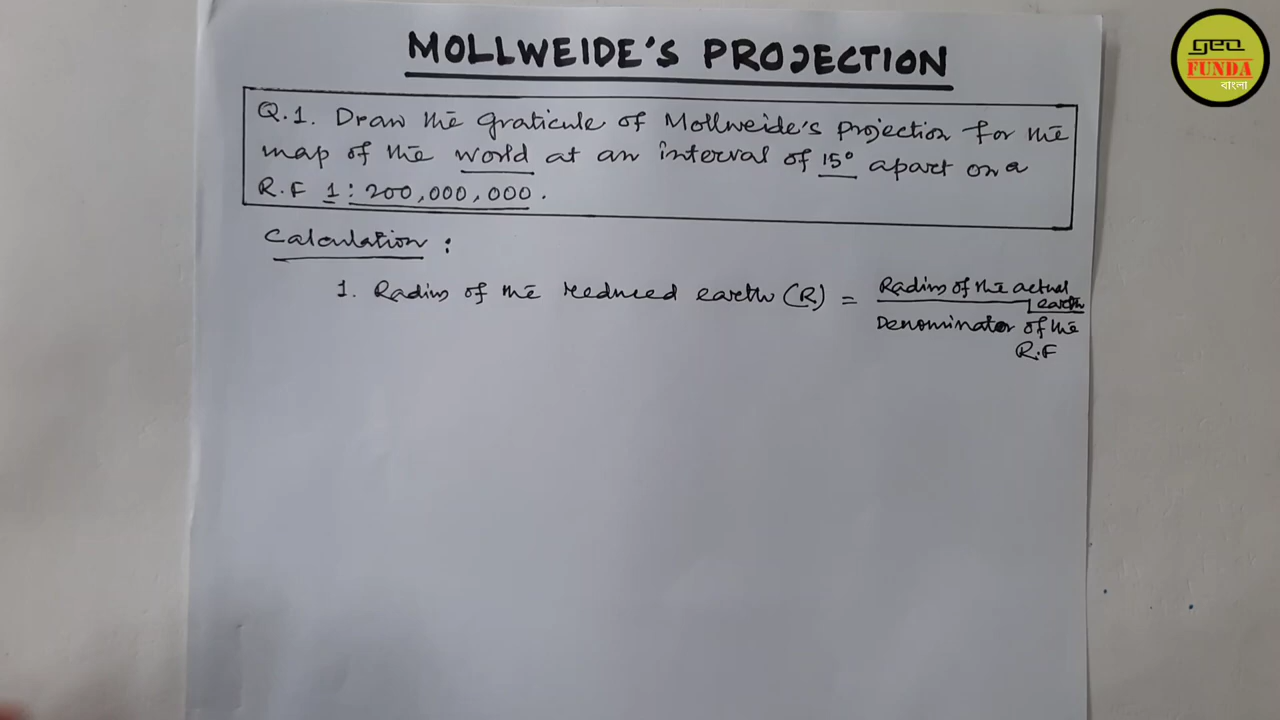 MOLLWEIDE'S PROJECTION
geo
FUNDA
বাংলা
Q.1. Draw the graticule of Mollweide's projection for the
map of the world at an interval of 15° apart on a
R.F 1:200,000,000.
Calculation :
1. Radius of the reduced earth (R) = Radius of the actual earth
Denominator of the
R.F